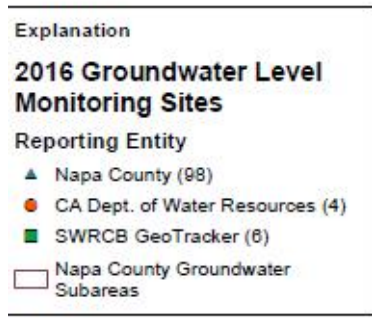 Explanation
2016 Groundwater Level
Monitoring Sites
Reporting Entity
Napa County (98)
CA Dept. of Water Resources (4)
SWRCB GeoTracker (6)
Napa County Groundwater
Subareas